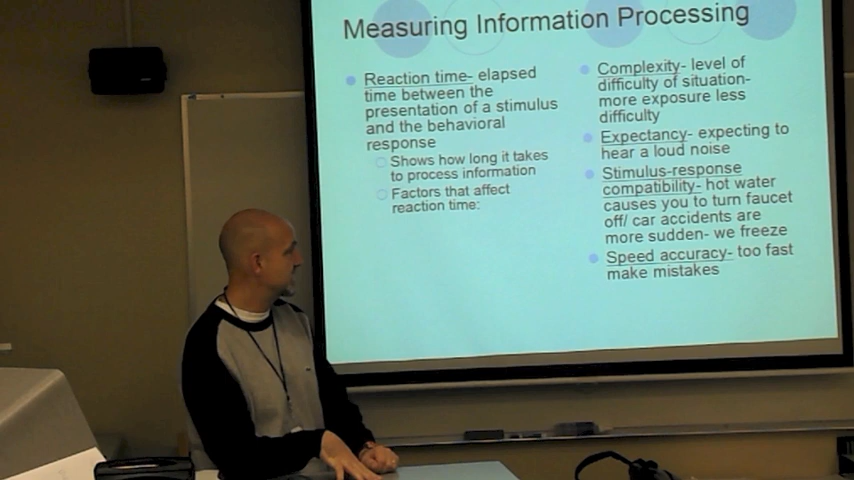 Measuring Information Processing
Reaction time- elapsed
time between the
presentation of a stimulus
and the behavioral
response
Shows how long it takes
to process information
Factors that affect
reaction time:
Complexity- level of
difficulty of situation-
more exposure less
difficulty
Expectancy- expecting to
hear a loud noise
Stimulus-response
compatibility- hot water
causes you to turn faucet
off/ car accidents are
more sudden- we freeze
Speed accuracy- too fast
make mistakes